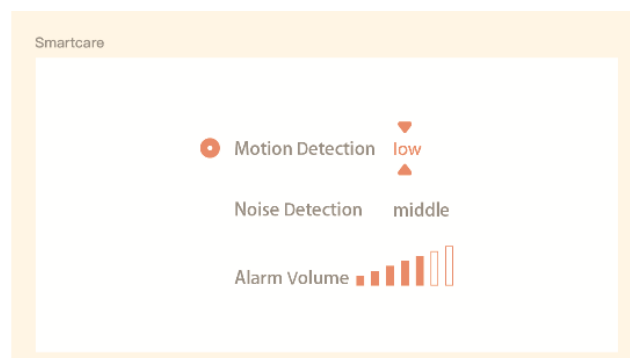 Smartcare
Motion Detection low
Noise Detection middle
Alarm Volume